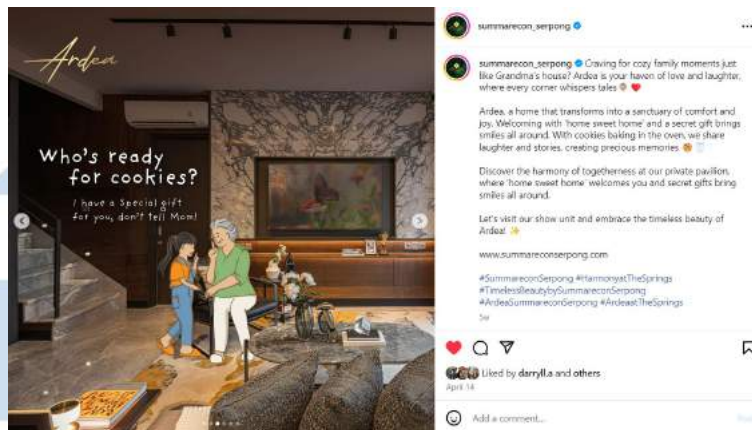 Ardea
Who's ready
for cookies?
I have a Special gift
for you, don't tell Mom!
summarecon_serpong
summarecon_serpong Craving for cozy family moments just
like Grandma's house? Ardea is your haven of love and laughter,
where every corner whispers tales
Ardea, a home that transforms into a sanctuary of comfort and
joy. Welcoming with 'home sweet home' and a secret gift brings
smiles all around. With cookies baking in the oven, we share
laughter and stories, creating precious memories.
Discover the harmony of togetherness at our private pavilion,
where 'home sweet home' welcomes you and secret gifts bring
smiles all around.
Let's visit our show unit and embrace the timeless beauty of
Ardea!
www.summareconserpong.com
#SummareconSerpong #HarmonyatTheSprings
#TimelessBeautybySummareconSerpong
#ArdeaSummareconSerpong #ArdeaatTheSprings
5w
Liked by darryll.a and others
April 14
Add a comment...